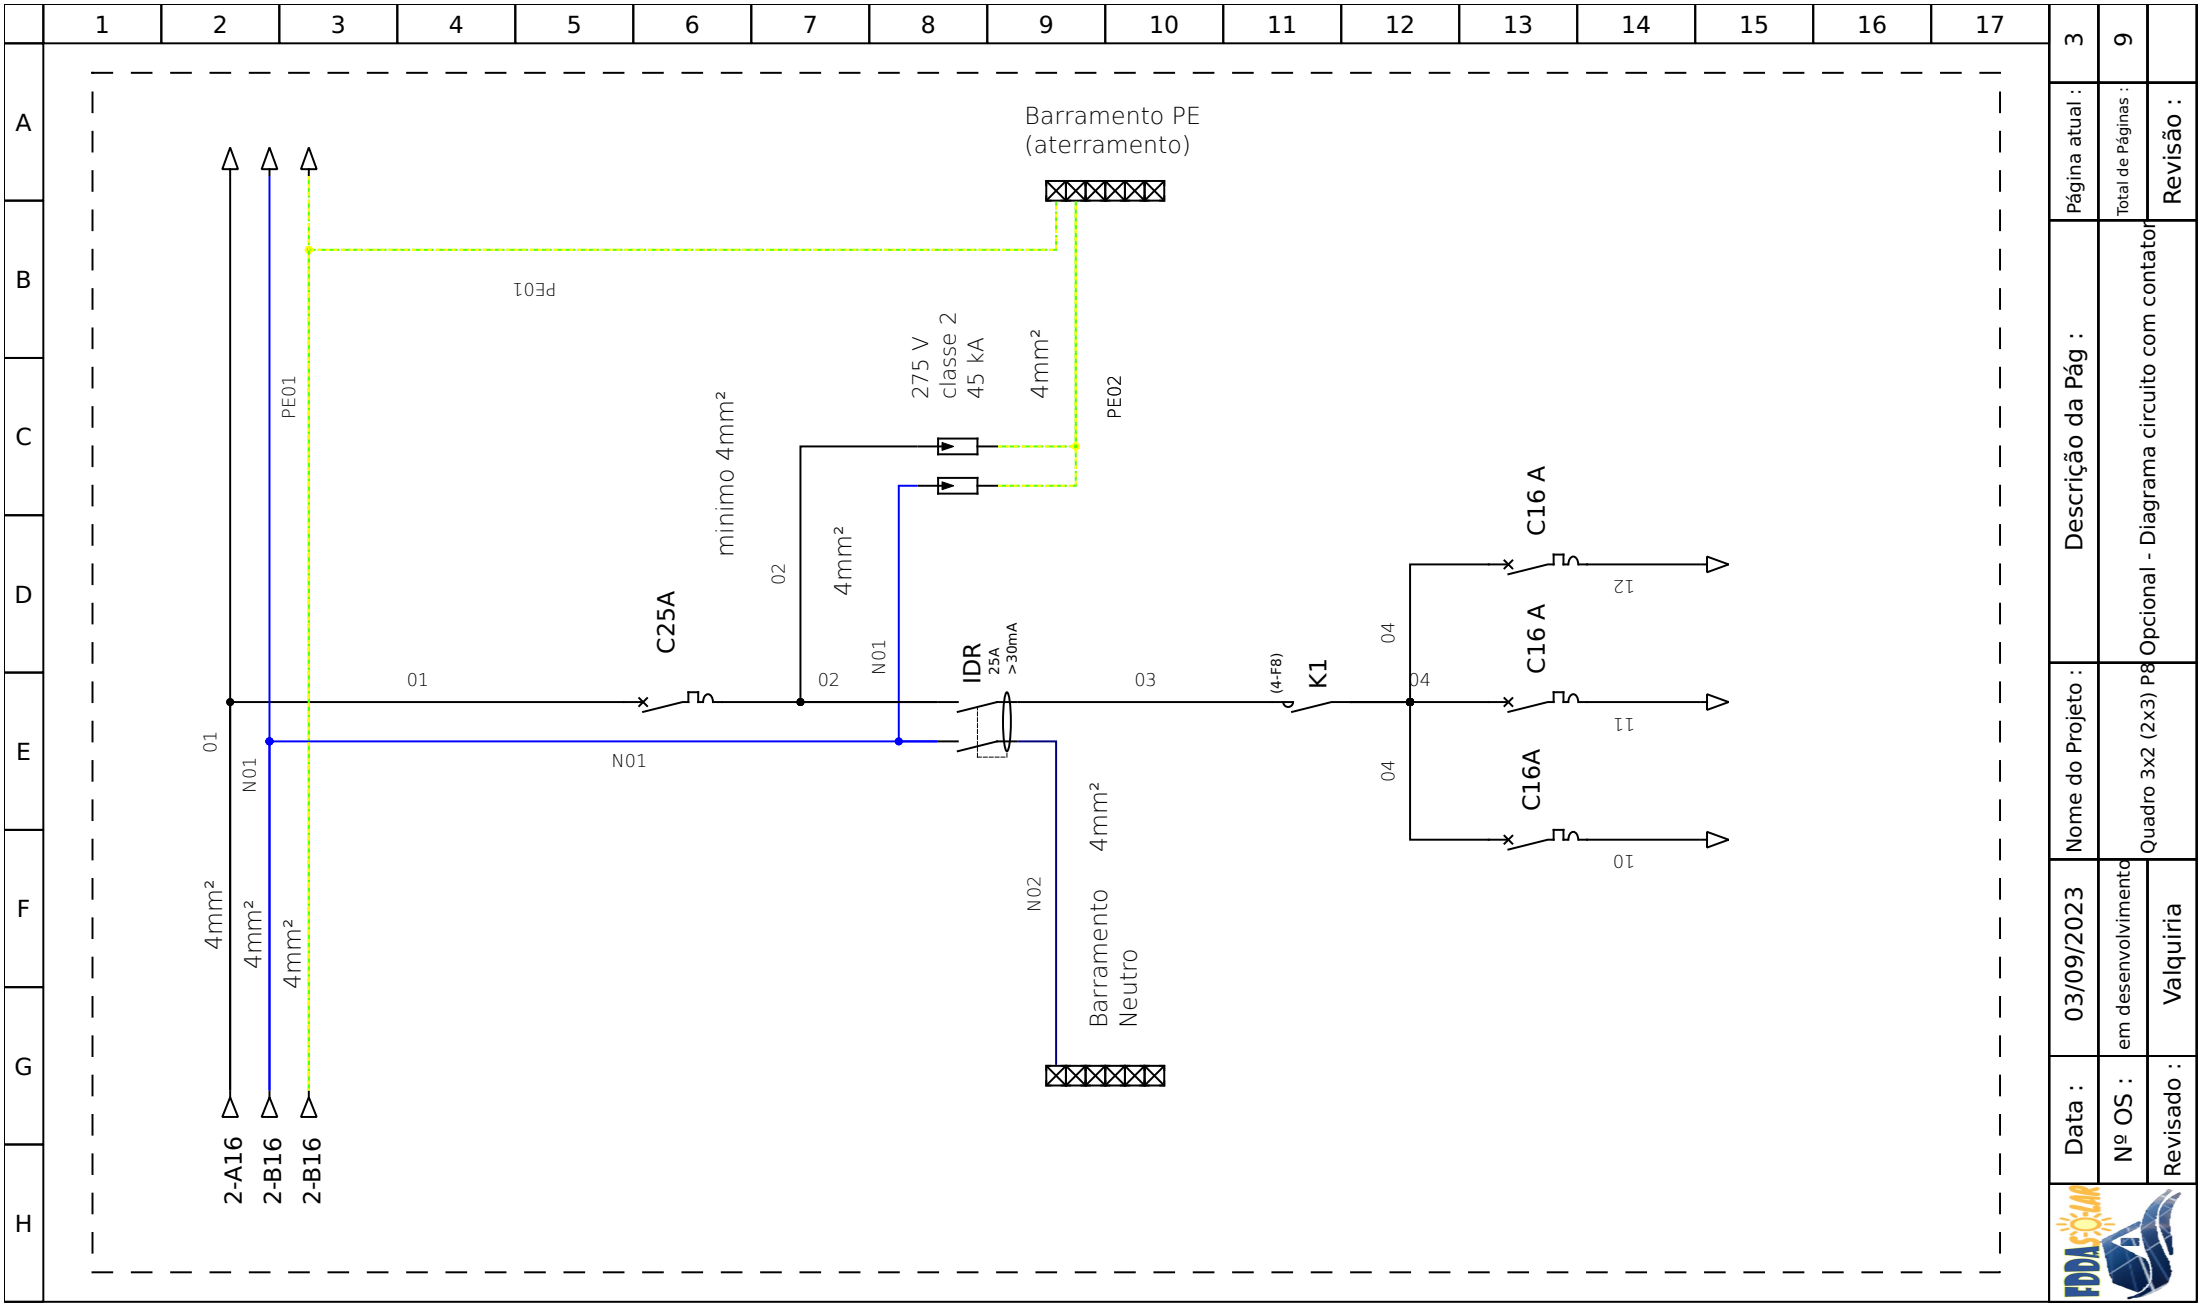 1 2 3 4 5 6 7 8 9 10 11 12 13 14 15 16 17
A
B
C
D
E
F
G
H
Barramento PE
(aterramento)
PE01
PE01
275 V
classe 2
45 kA
4mm²
PE02
minimo 4mm²
02
4mm²
N01
C25A
01
02
IDR
25A
>30mA
03
(4-F8)
K1
04
04
04
C16 A
12
C16 A
11
C16A
10
01
N01
N01
4mm²
4mm²
4mm²
N02
4mm²
Barramento
Neutro
2-A16
2-B16
2-B16
Página atual :
3
Total de Páginas :
9
Revisão :
Descrição da Pág :
Opcional - Diagrama circuito com contator
Nome do Projeto :
Quadro 3x2 (2x3) P8
Data :
03/09/2023
Nº OS :
em desenvolvimento
Revisado :
Valquiria